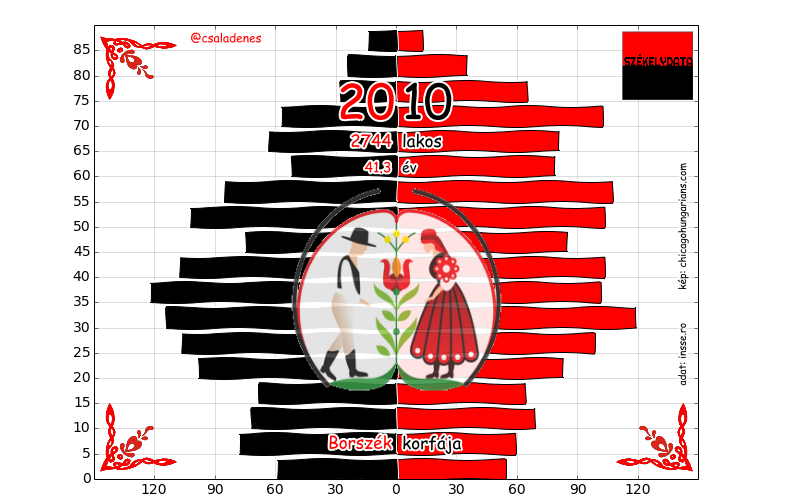 @csaladenes
SZÉKELYDATA
2010
2744 lakos
41,3 év
Borszék korfája
kép: chicagohungarians.com
adat: insse.ro
85
80
75
70
65
60
55
50
45
40
35
30
25
20
15
10
5
0
120 90 60 30 0 30 60 90 120